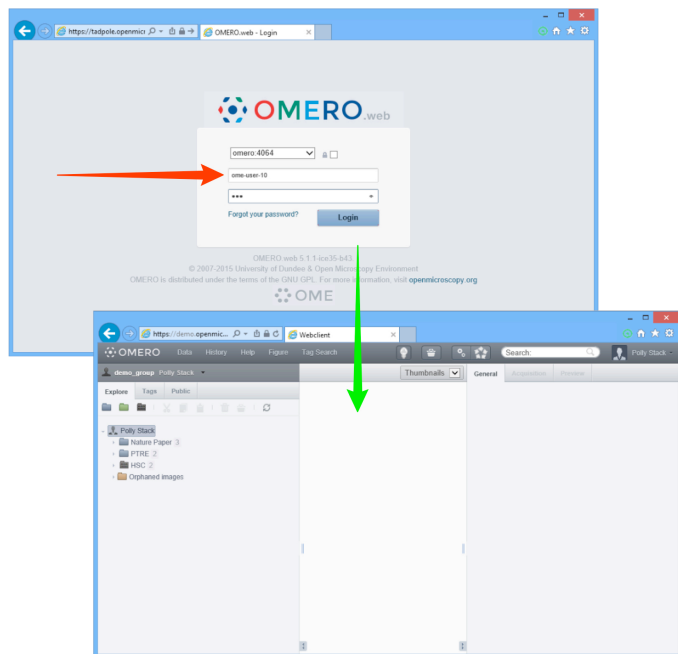 https://tadpole.openmicı
OMERO.web - Login
OMERO.web
omero:4064
ome-user-10
•••
Forgot your password?
Login
OMERO.web 5.1.1-ice35-b43.
© 2007-2015 University of Dundee & Open Microscopy Environment
OMERO is distributed under the terms of the GNU GPL. For more information, visit openmicroscopy.org
OME
https://demo.openmic...
Webclient
OMERO
Data
History
Help
Figure
Tag Search
Search:
Polly Stack
demo_group Polly Stack
Thumbnails
General
Acquisition
Preview
Explore
Tags
Public
Polly Stack
Nature Paper 3
PTRE 2
HSC 2
Orphaned images